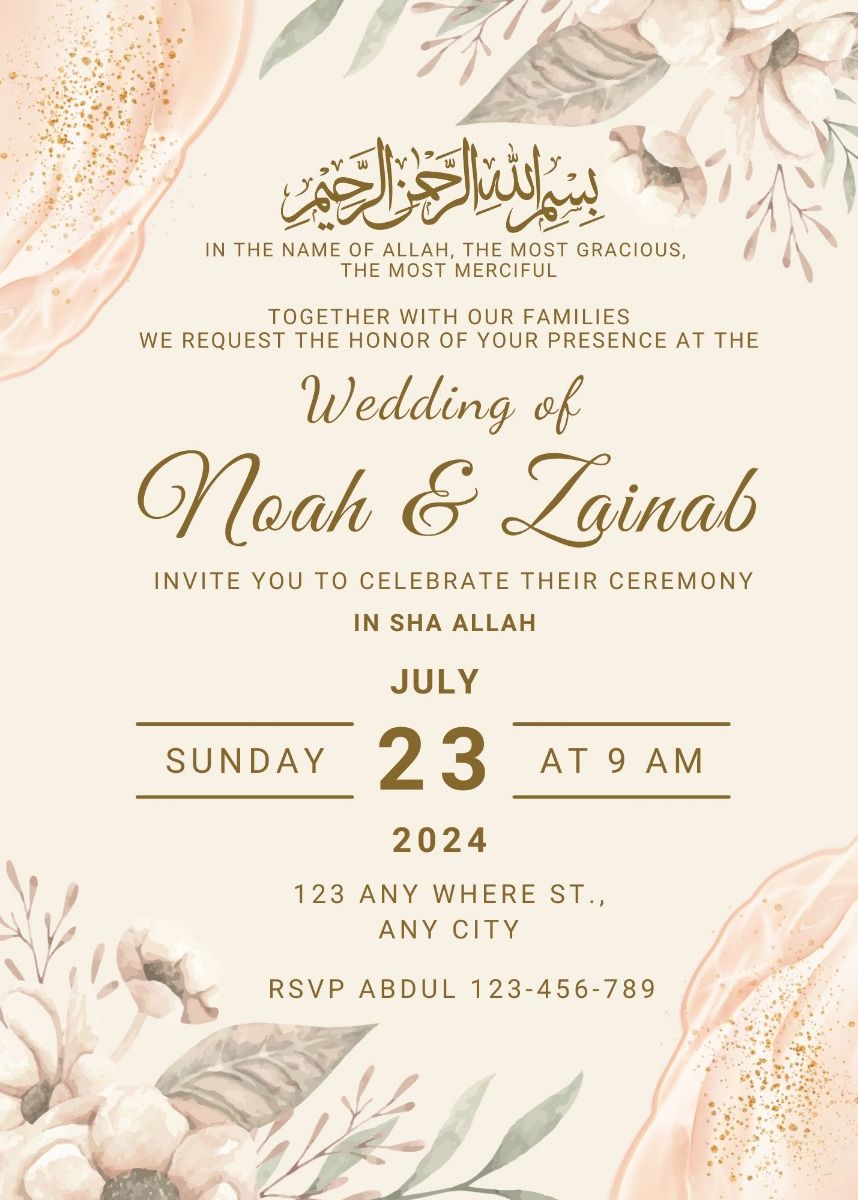 بِسْمِ اللهِ الرَّحْمٰنِ الرَّحِيْمِ
IN THE NAME OF ALLAH, THE MOST GRACIOUS,
THE MOST MERCIFUL
TOGETHER WITH OUR FAMILIES
WE REQUEST THE HONOR OF YOUR PRESENCE AT THE
Wedding of
Noah & Zainab
INVITE YOU TO CELEBRATE THEIR CEREMONY
IN SHA ALLAH
JULY
SUNDAY 23 AT 9 AM
2024
123 ANY WHERE ST.,
ANY CITY
RSVP ABDUL 123-456-789